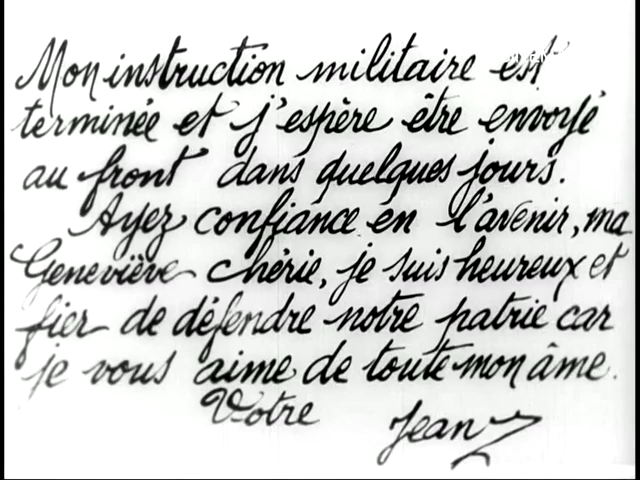 Mon instruction militaire est
terminée et j'espère être envoyé
au front dans quelques jours.
Ayez confiance en l'avenir, ma
Geneviève chérie, je suis heureux et
fier de défendre notre patrie car
je vous aime de toute mon âme.
Votre
Jean